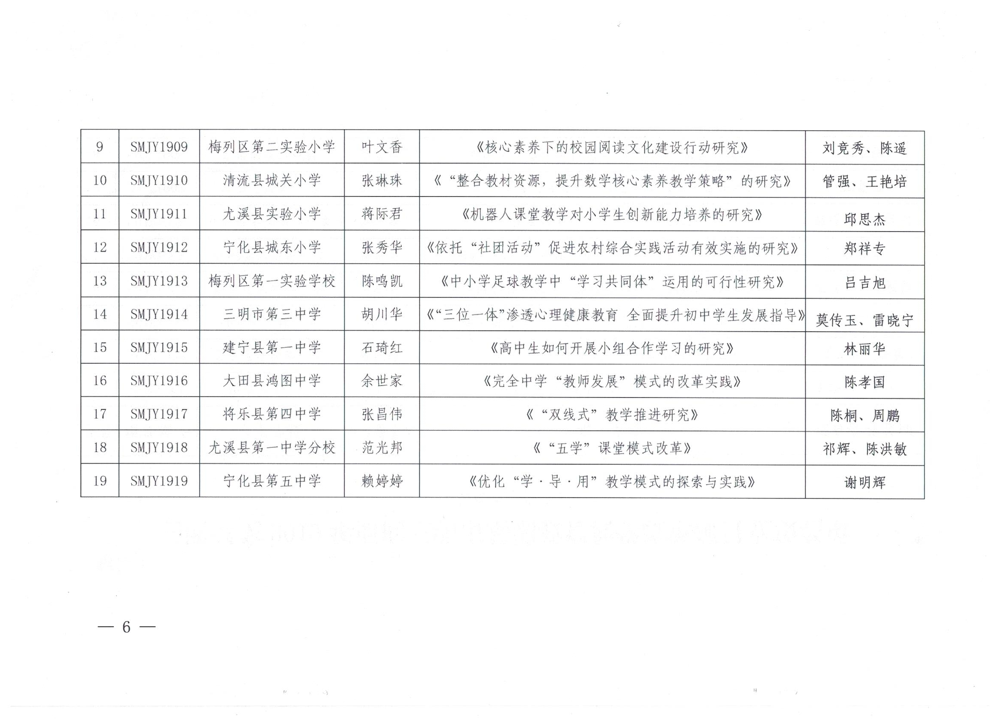 9 SMJY1909 梅列区第二实验小学 叶文香 《核心素养下的校园阅读文化建设行动研究》 刘竞秀、陈遥
10 SMJY1910 清流县城关小学 张琳珠 《“整合教材资源，提升数学核心素养教学策略”的研究》 管强、王艳培
11 SMJY1911 尤溪县实验小学 蒋际君 《机器人课堂教学对小学生创新能力培养的研究》 邱思杰
12 SMJY1912 宁化县城东小学 张秀华 《依托“社团活动”促进农村综合实践活动有效实施的研究》 郑祥专
13 SMJY1913 梅列区第一实验学校 陈鸣凯 《中小学足球教学中“学习共同体”运用的可行性研究》 吕吉旭
14 SMJY1914 三明市第三中学 胡川华 《“三位一体”渗透心理健康教育 全面提升初中学生发展指导》 莫传玉、雷晓宁
15 SMJY1915 建宁县第一中学 石琦红 《高中生如何开展小组合作学习的研究》 林丽华
16 SMJY1916 大田县鸿图中学 余世家 《完全中学“教师发展”模式的改革实践》 陈孝国
17 SMJY1917 将乐县第四中学 张昌伟 《“双线式”教学推进研究》 陈桐、周鹏
18 SMJY1918 尤溪县第一中学分校 范光邦 《“五学”课堂模式改革》 祁辉、陈洪敏
19 SMJY1919 宁化县第五中学 赖婷婷 《优化“学·导·用”教学模式的探索与实践》 谢明辉
— 6 —